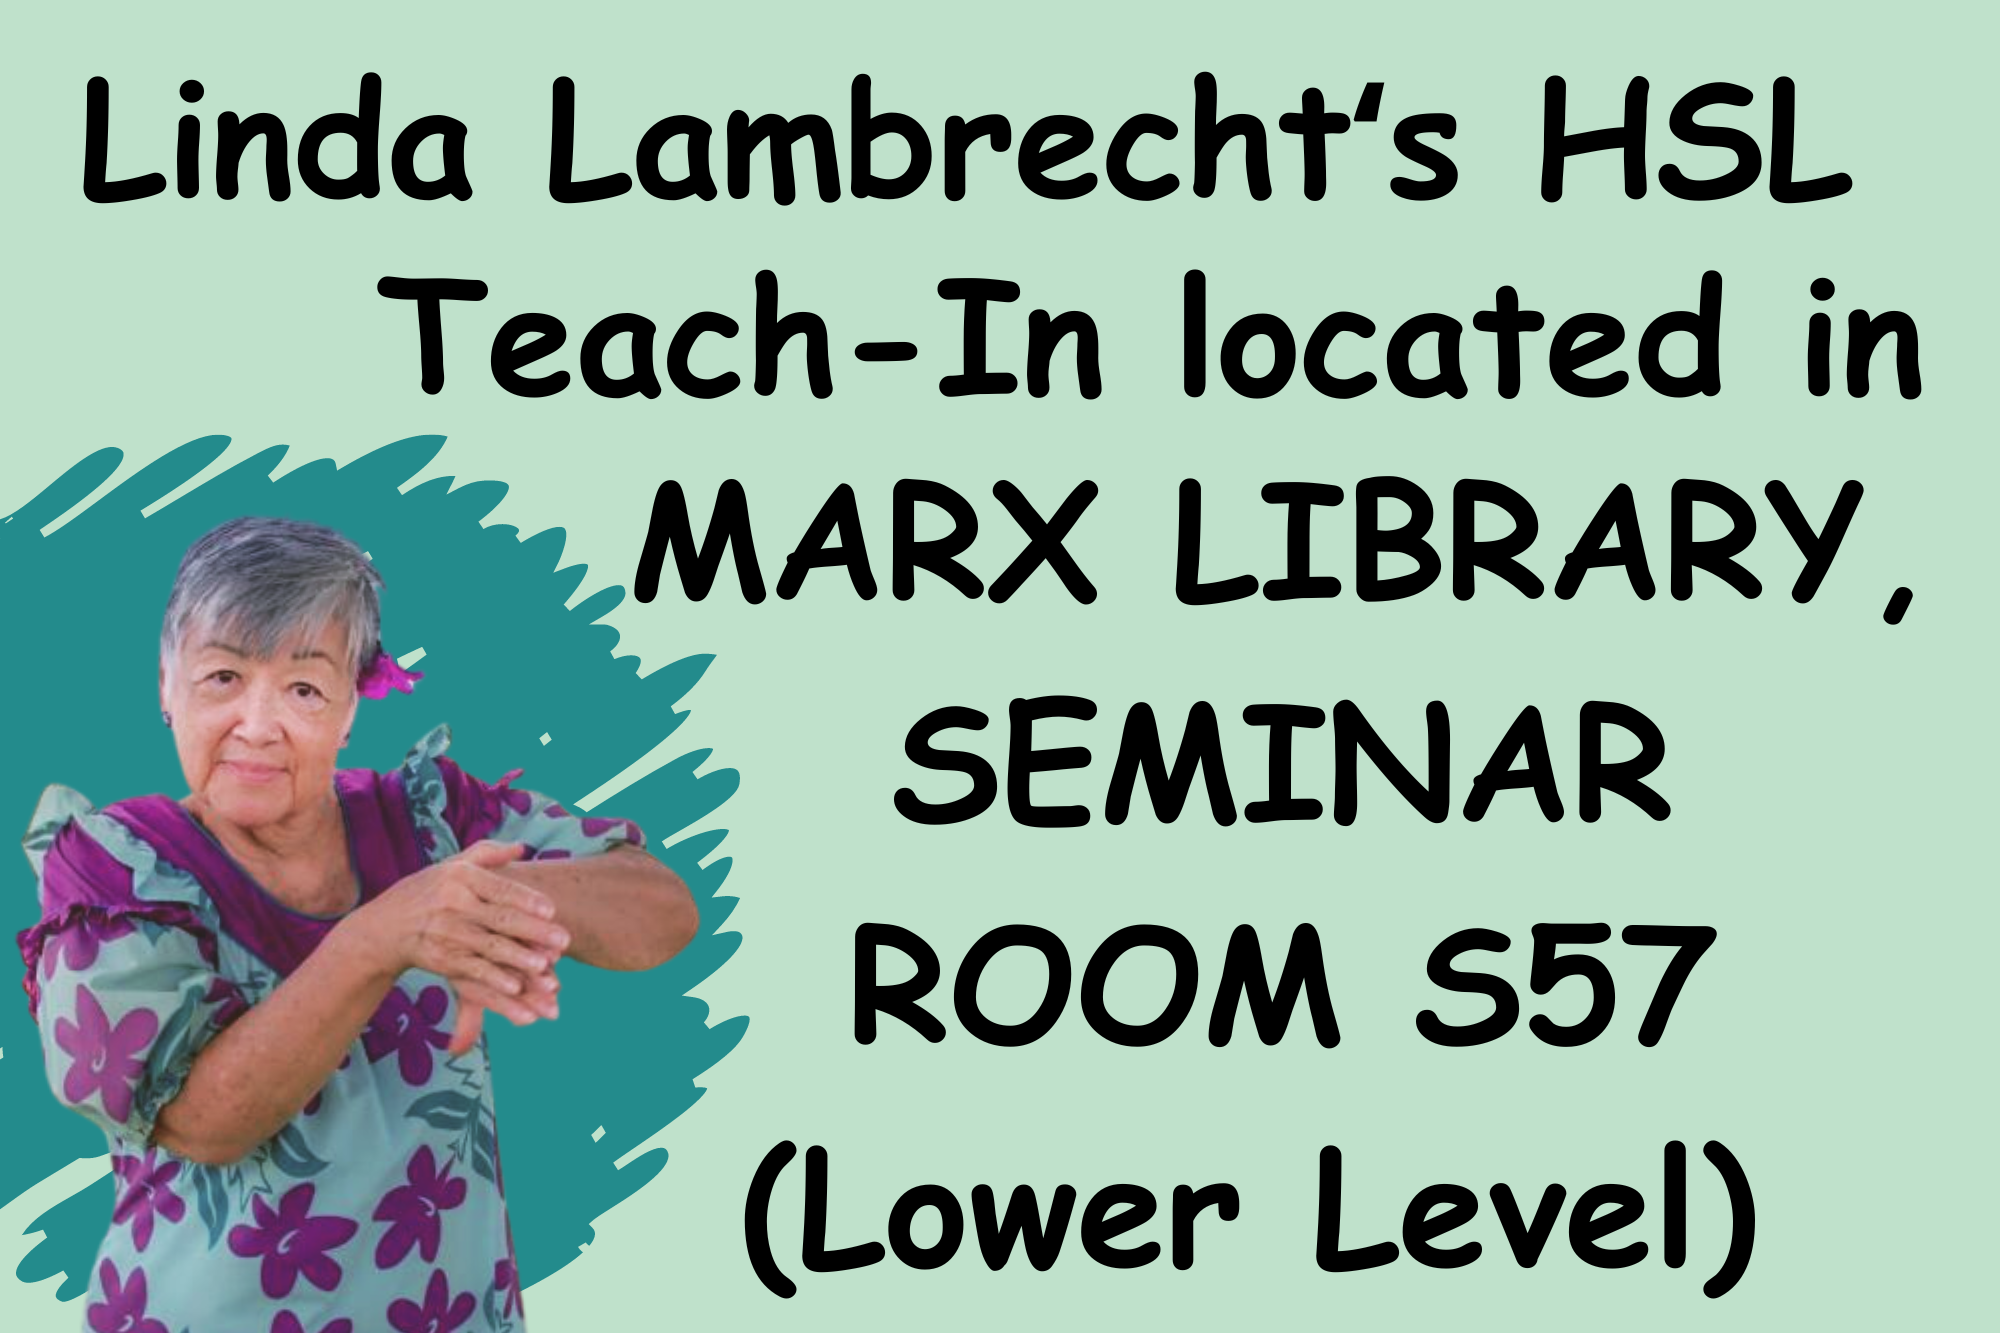 Linda Lambrecht‘s HSL
Teach-In located in
MARX LIBRARY,
SEMINAR
ROOM S57
(Lower Level)